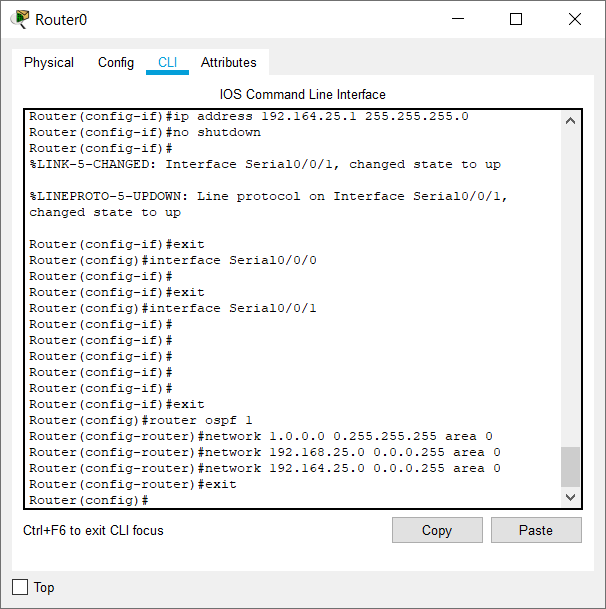 Router0
Physical Config CLI Attributes
IOS Command Line Interface
Router(config-if)#ip address 192.164.25.1 255.255.255.0
Router(config-if)#no shutdown
Router(config-if)#
%LINK-5-CHANGED: Interface Serial0/0/1, changed state to up
%LINEPROTO-5-UPDOWN: Line protocol on Interface Serial0/0/1,
changed state to up
Router(config-if)#exit
Router(config)#interface Serial0/0/0
Router(config-if)#
Router(config-if)#exit
Router(config)#interface Serial0/0/1
Router(config-if)#
Router(config-if)#
Router(config-if)#
Router(config-if)#
Router(config-if)#
Router(config-if)#exit
Router(config)#router ospf 1
Router(config-router)#network 1.0.0.0 0.255.255.255 area 0
Router(config-router)#network 192.168.25.0 0.0.0.255 area 0
Router(config-router)#network 192.164.25.0 0.0.0.255 area 0
Router(config-router)#exit
Router(config)#
Ctrl+F6 to exit CLI focus
Copy Paste
Top